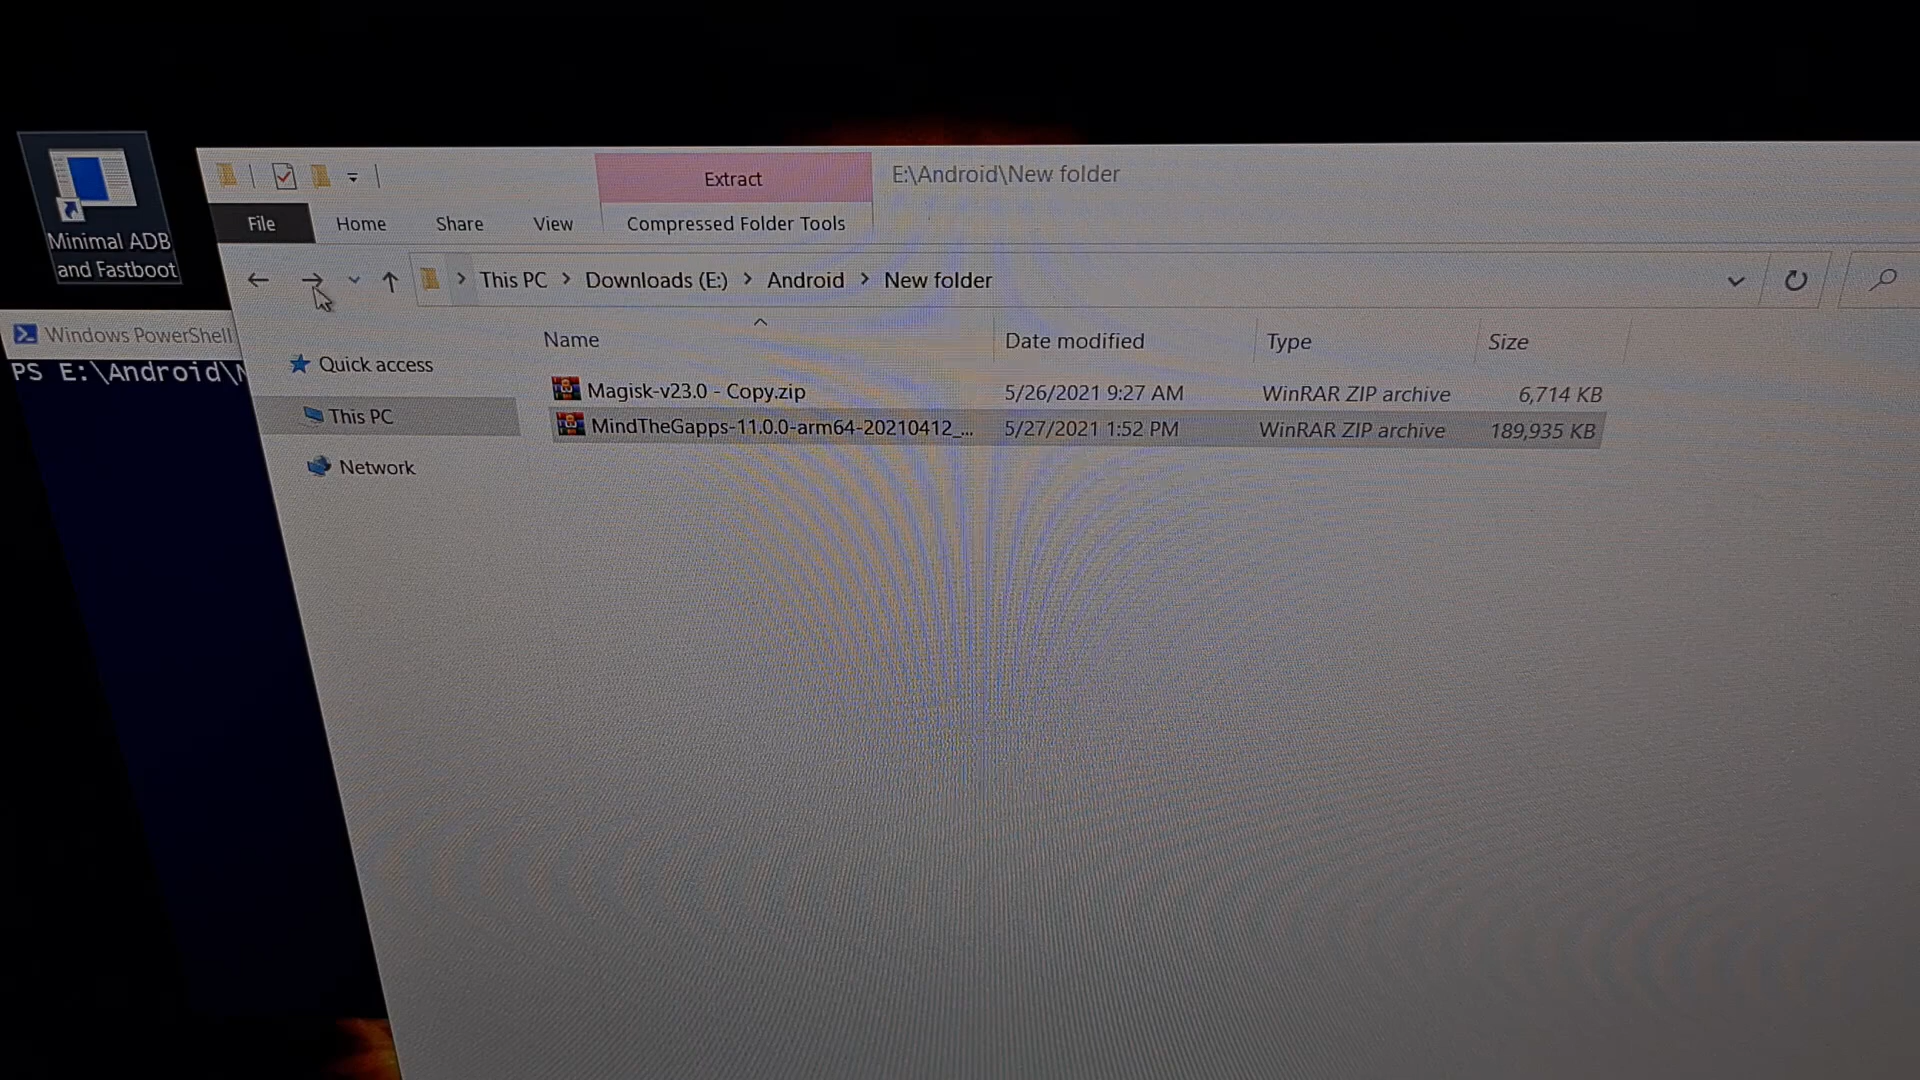 Minimal ADB
and Fastboot
Extract
E:\Android\New folder
File
Home
Share
View
Compressed Folder Tools
This PC > Downloads (E:) > Android > New folder
Windows PowerShell
PS E:\Android\N
Quick access
This PC
Network
Name
Date modified
Type
Size
Magisk-v23.0 - Copy.zip
5/26/2021 9:27 AM
WinRAR ZIP archive
6,714 KB
MindTheGapps-11.0.0-arm64-20210412_...
5/27/2021 1:52 PM
WinRAR ZIP archive
189,935 KB